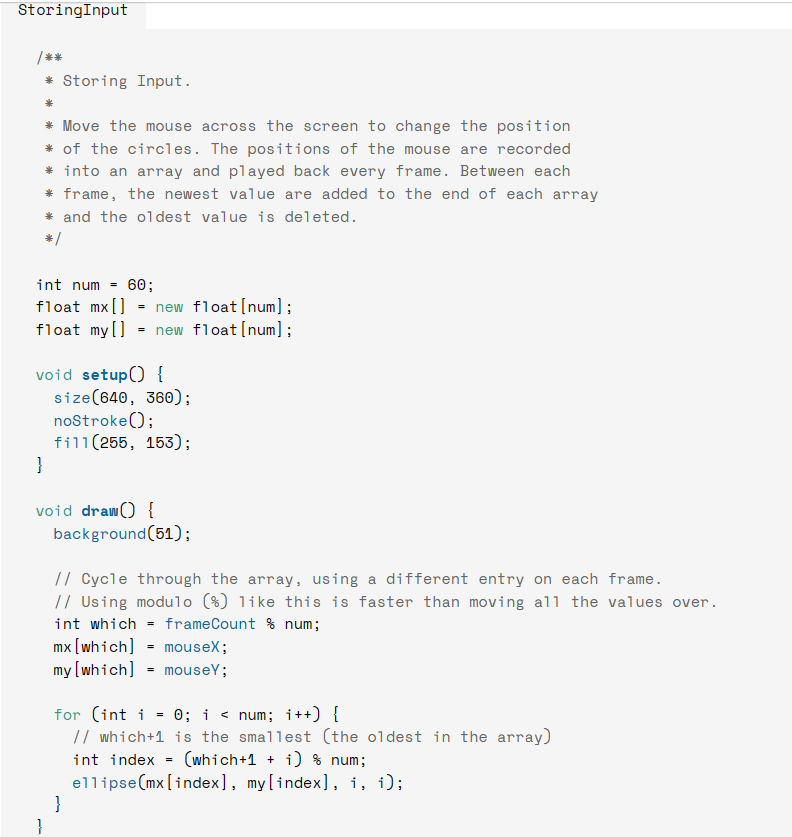 StoringInput
/**
 * Storing Input.
 *
 * Move the mouse across the screen to change the position
 * of the circles. The positions of the mouse are recorded
 * into an array and played back every frame. Between each
 * frame, the newest value are added to the end of each array
 * and the oldest value is deleted.
 */
int num = 60;
float mx[] = new float[num];
float my[] = new float[num];
void setup() {
  size(640, 360);
  noStroke();
  fill(255, 153);
}
void draw() {
  background(51);
  // Cycle through the array, using a different entry on each frame.
  // Using modulo (%) like this is faster than moving all the values over.
  int which = frameCount % num;
  mx[which] = mouseX;
  my[which] = mouseY;
  for (int i = 0; i < num; i++) {
    // which+1 is the smallest (the oldest in the array)
    int index = (which+1 + i) % num;
    ellipse(mx[index], my[index], i, i);
  }
}